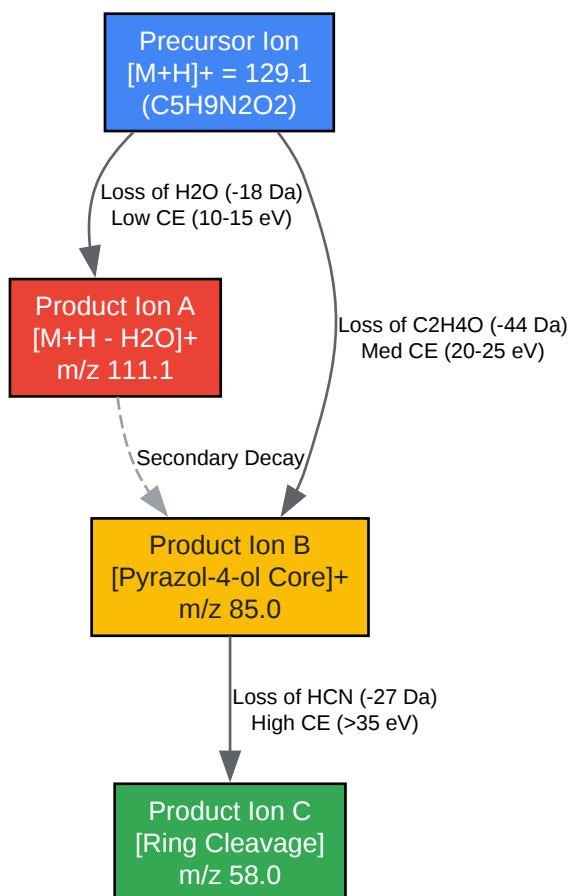 Precursor Ion
[M+H]+ = 129.1
(C5H9N2O2)
Loss of H2O (-18 Da)
Low CE (10-15 eV)
Product Ion A
[M+H - H2O]+
m/z 111.1
Loss of C2H4O (-44 Da)
Med CE (20-25 eV)
Secondary Decay
Product Ion B
[Pyrazol-4-ol Core]+
m/z 85.0
Loss of HCN (-27 Da)
High CE (>35 eV)
Product Ion C
[Ring Cleavage]
m/z 58.0